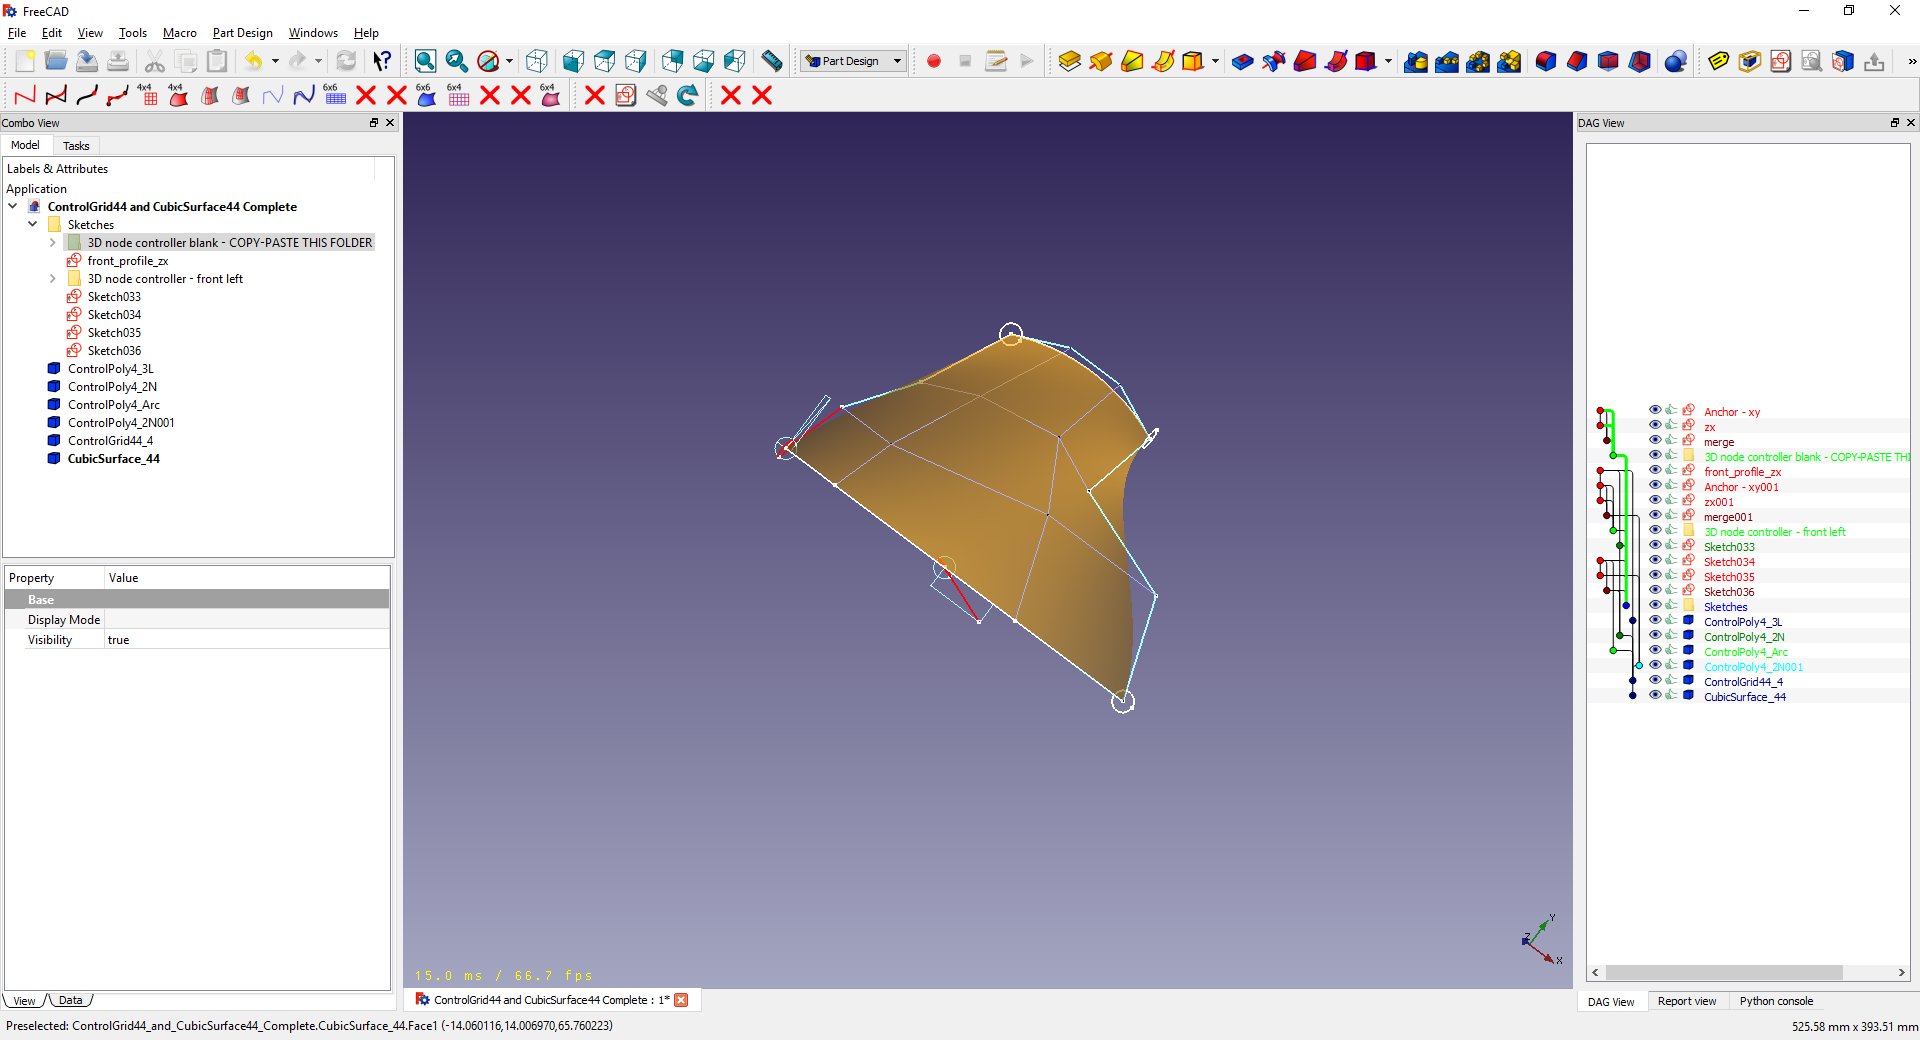 FreeCAD
File Edit View Tools Macro Part Design Windows Help
Part Design
4x4 4x4 6x6 6x6 6x4 6x4
Combo View
Model Tasks
Labels & Attributes
Application
ControlGrid44 and CubicSurface44 Complete
Sketches
3D node controller blank - COPY-PASTE THIS FOLDER
front_profile_zx
3D node controller - front left
Sketch033
Sketch034
Sketch035
Sketch036
ControlPoly4_3L
ControlPoly4_2N
ControlPoly4_Arc
ControlPoly4_2N001
ControlGrid44_4
CubicSurface_44
Property Value
Base
Display Mode
Visibility true
View Data
15.0 ms / 66.7 fps
Y
Z
X
ControlGrid44 and CubicSurface44 Complete : 1*
DAG View
Anchor - xy
zx
merge
3D node controller blank - COPY-PASTE THI
front_profile_zx
Anchor - xy001
zx001
merge001
3D node controller - front left
Sketch033
Sketch034
Sketch035
Sketch036
Sketches
ControlPoly4_3L
ControlPoly4_2N
ControlPoly4_Arc
ControlPoly4_2N001
ControlGrid44_4
CubicSurface_44
DAG View Report view Python console
Preselected: ControlGrid44_and_CubicSurface44_Complete.CubicSurface_44.Face1 (-14.060116,14.006970,65.760223)
525.58 mm x 393.51 mm